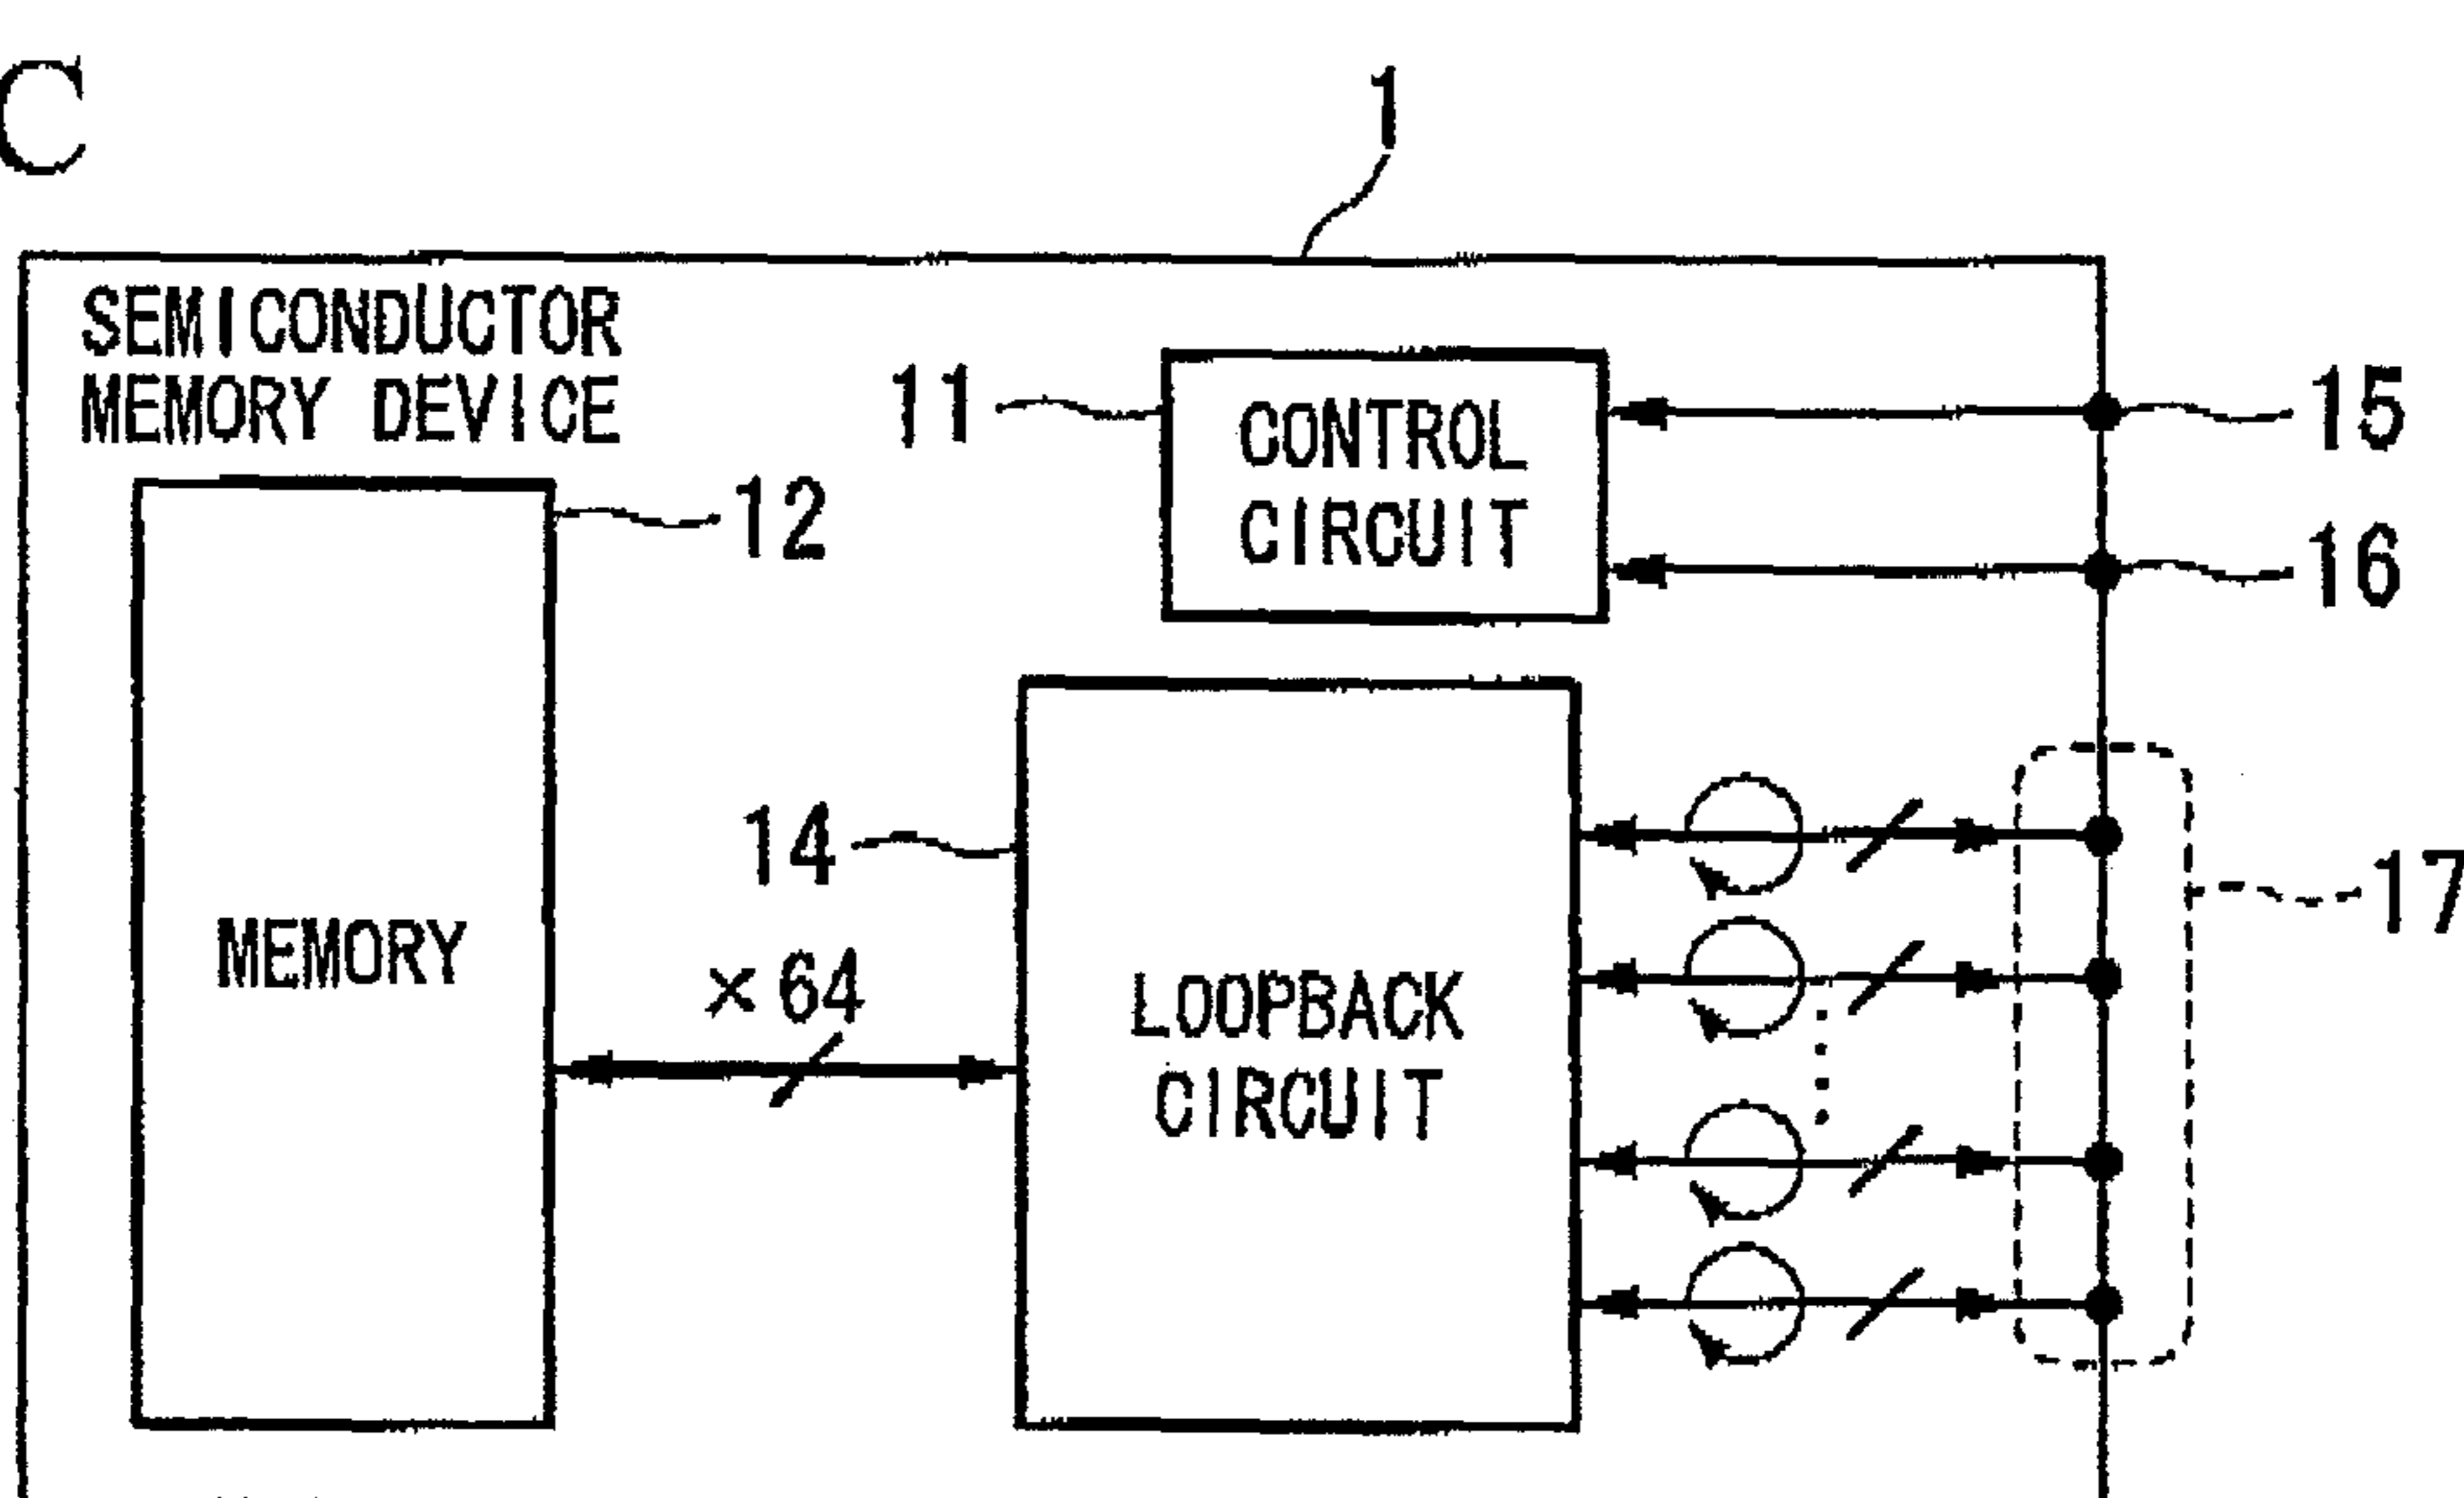 C
1
SEMICONDUCTOR
MEMORY DEVICE
11
CONTROL
CIRCUIT
15
12
16
14
17
MEMORY
× 64
LOOPBACK
CIRCUIT